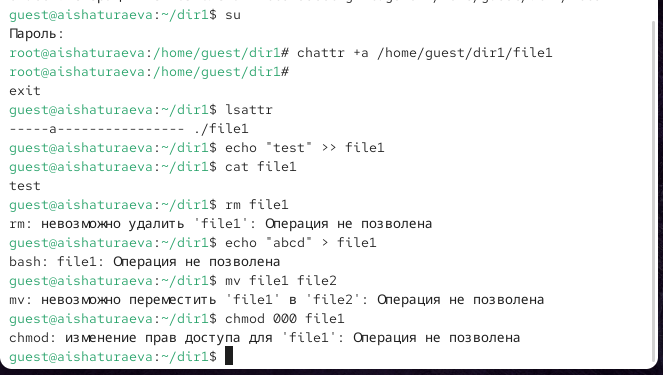 guest@aishaturaeva:~/dir1$ su
Пароль:
root@aishaturaeva:/home/guest/dir1# chattr +a /home/guest/dir1/file1
root@aishaturaeva:/home/guest/dir1#
exit
guest@aishaturaeva:~/dir1$ lsattr
-----a---------------- ./file1
guest@aishaturaeva:~/dir1$ echo "test" >> file1
guest@aishaturaeva:~/dir1$ cat file1
test
guest@aishaturaeva:~/dir1$ rm file1
rm: невозможно удалить 'file1': Операция не позволена
guest@aishaturaeva:~/dir1$ echo "abcd" > file1
bash: file1: Операция не позволена
guest@aishaturaeva:~/dir1$ mv file1 file2
mv: невозможно переместить 'file1' в 'file2': Операция не позволена
guest@aishaturaeva:~/dir1$ chmod 000 file1
chmod: изменение прав доступа для 'file1': Операция не позволена
guest@aishaturaeva:~/dir1$